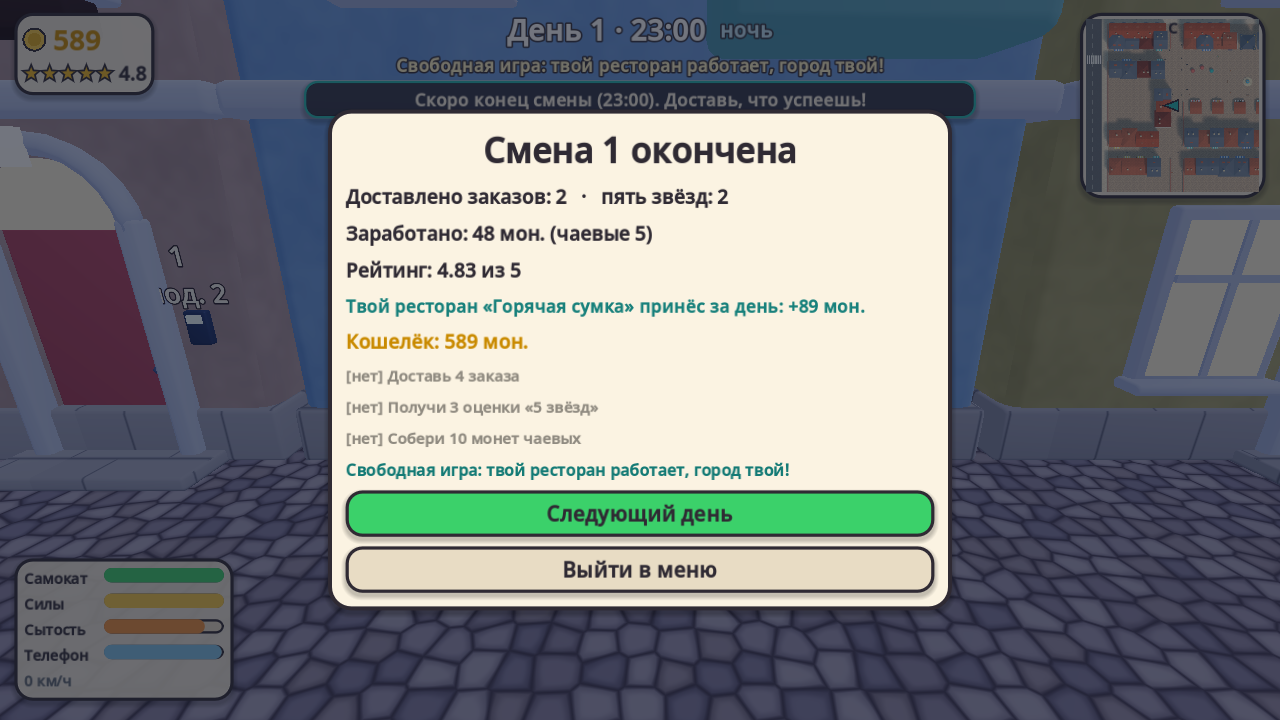 589
4.8
День 1 · 23:00 ночь
Свободная игра: твой ресторан работает, город твой!
Скоро конец смены (23:00). Доставь, что успеешь!
С
Смена 1 окончена
Доставлено заказов: 2 · пять звёзд: 2
Заработано: 48 мон. (чаевые 5)
Рейтинг: 4.83 из 5
Твой ресторан «Горячая сумка» принёс за день: +89 мон.
Кошелёк: 589 мон.
[нет] Доставь 4 заказа
[нет] Получи 3 оценки «5 звёзд»
[нет] Собери 10 монет чаевых
Свободная игра: твой ресторан работает, город твой!
Следующий день
Выйти в меню
1
од. 2
Самокат
Силы
Сытость
Телефон
0 км/ч